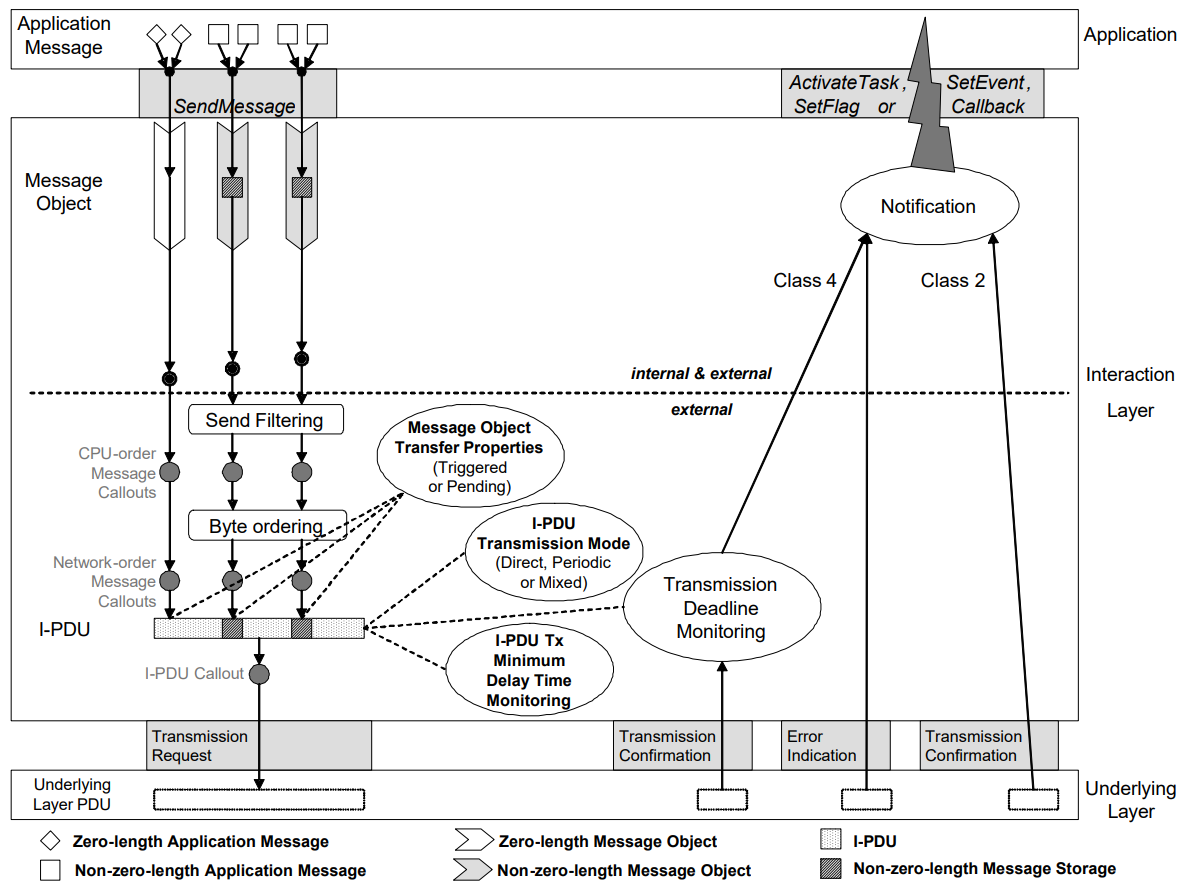 Application
Message
Application
SendMessage
ActivateTask, SetEvent,
SetFlag or Callback
Message
Object
Notification
Class 4
Class 2
internal & external
external
Interaction
Layer
Send Filtering
Message Object
Transfer Properties
(Triggered
or Pending)
CPU-order
Message
Callouts
Byte ordering
I-PDU
Transmission Mode
(Direct, Periodic
or Mixed)
Network-order
Message
Callouts
Transmission
Deadline
Monitoring
I-PDU
I-PDU Tx
Minimum
Delay Time
Monitoring
I-PDU Callout
Transmission
Request
Transmission
Confirmation
Error
Indication
Transmission
Confirmation
Underlying
Layer PDU
Underlying
Layer
Zero-length Application Message
Zero-length Message Object
I-PDU
Non-zero-length Application Message
Non-zero-length Message Object
Non-zero-length Message Storage